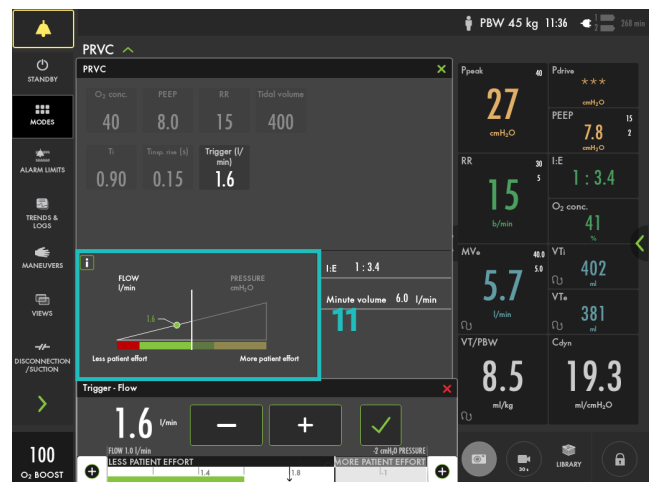 PBW 45 kg 11:36 1 2 268 min
PRVC
PRVC
STANDBY
MODES
ALARM LIMITS
TRENDS &
LOGS
MANEUVERS
VIEWS
DISCONNECTION
/SUCTION
100
O₂ BOOST
O₂ conc. PEEP RR Tidal volume
40 8.0 15 400
Ti Tinsp. rise (s) Trigger (l/
min)
0.90 0.15 1.6
i
FLOW PRESSURE
l/min cmH₂O
1.6
Less patient effort More patient effort
I:E 1 : 3.4
Minute volume 6.0 l/min
11
Trigger - Flow
1.6 l/min − +
FLOW 1.0 l/min -2 cmH₂O PRESSURE
LESS PATIENT EFFORT MORE PATIENT EFFORT
1.4 1.8 -1
Ppeak 40
27
cmH₂O
Pdrive
***
cmH₂O
PEEP 15
7.8 2
cmH₂O
RR 30
5
15
b/min
I:E
1 : 3.4
O₂ conc.
41
%
MVe 40.0
5.0
5.7
l/min
VTi
402
ml
VTe
381
ml
VT/PBW
8.5
ml/kg
Cdyn
19.3
ml/cmH₂O
30 s
LIBRARY